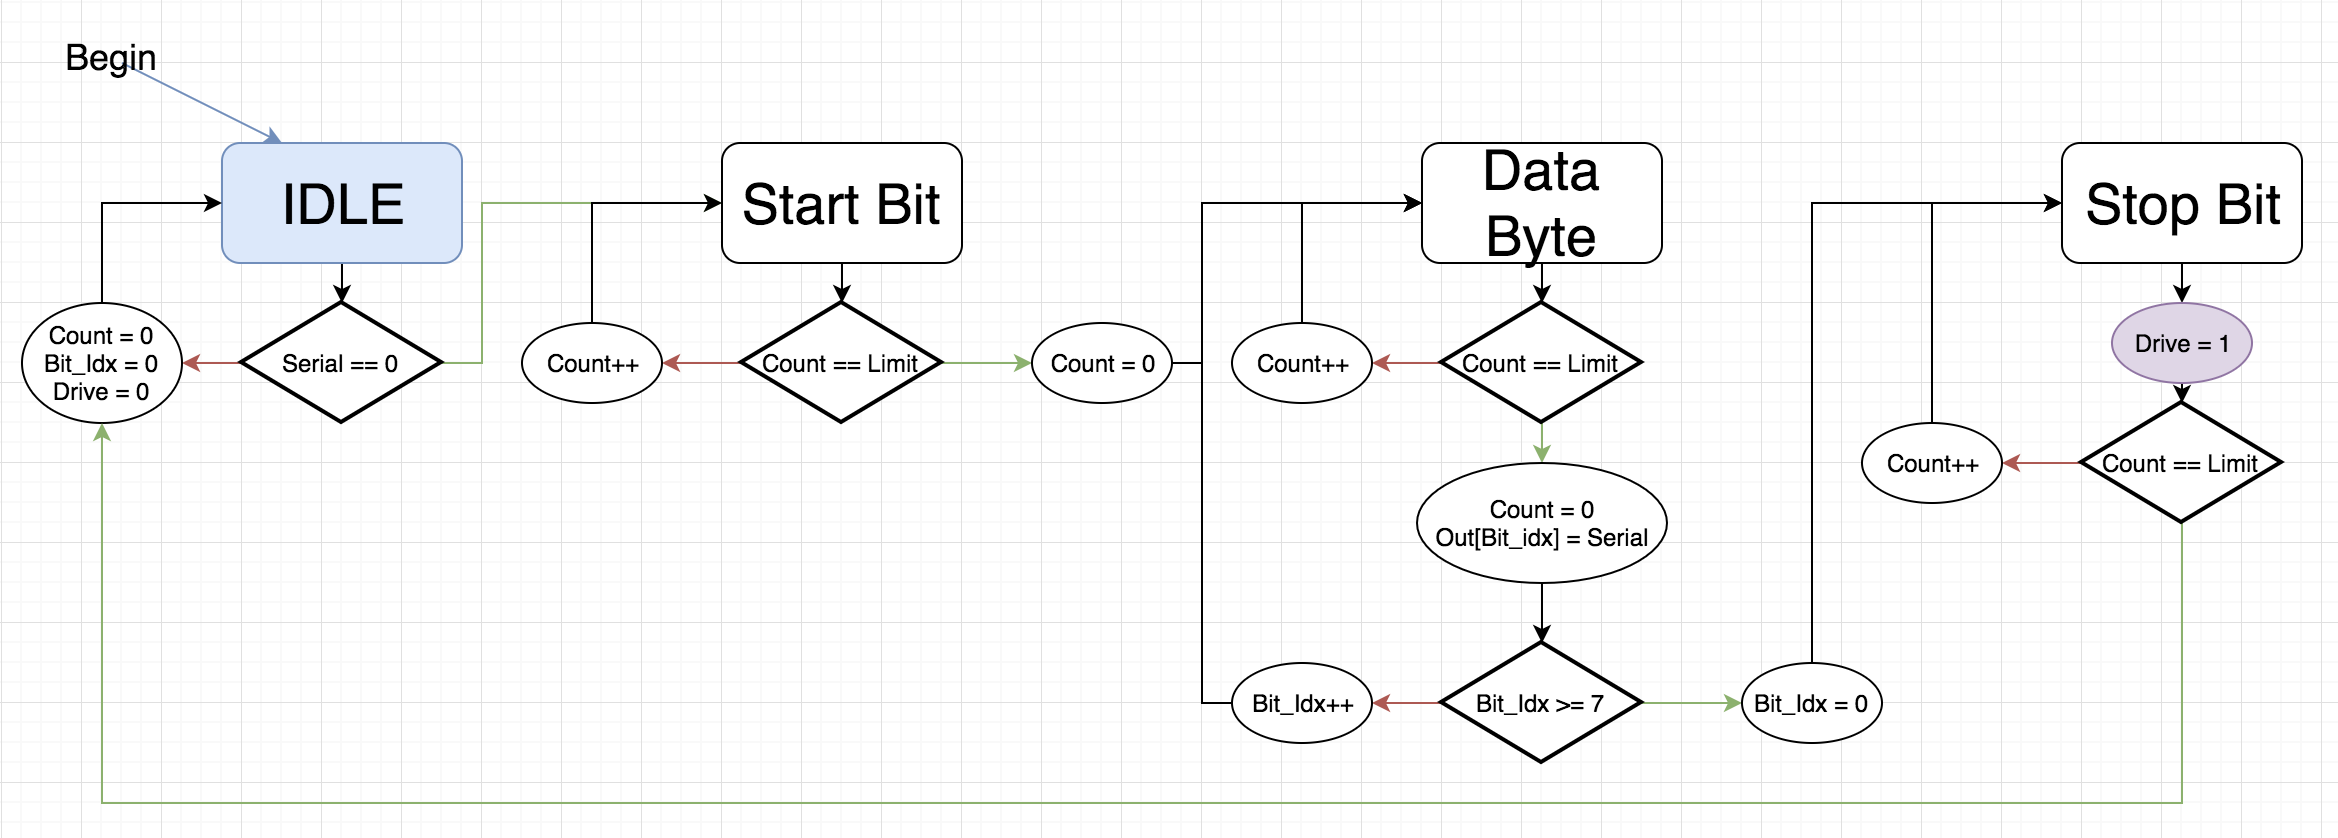 Begin
IDLE
Start Bit
Data
Byte
Stop Bit
Count = 0
Bit_Idx = 0
Drive = 0
Serial == 0
Count++
Count == Limit
Count = 0
Count++
Count == Limit
Drive = 1
Count++
Count == Limit
Count = 0
Out[Bit_idx] = Serial
Bit_Idx++
Bit_Idx >= 7
Bit_Idx = 0